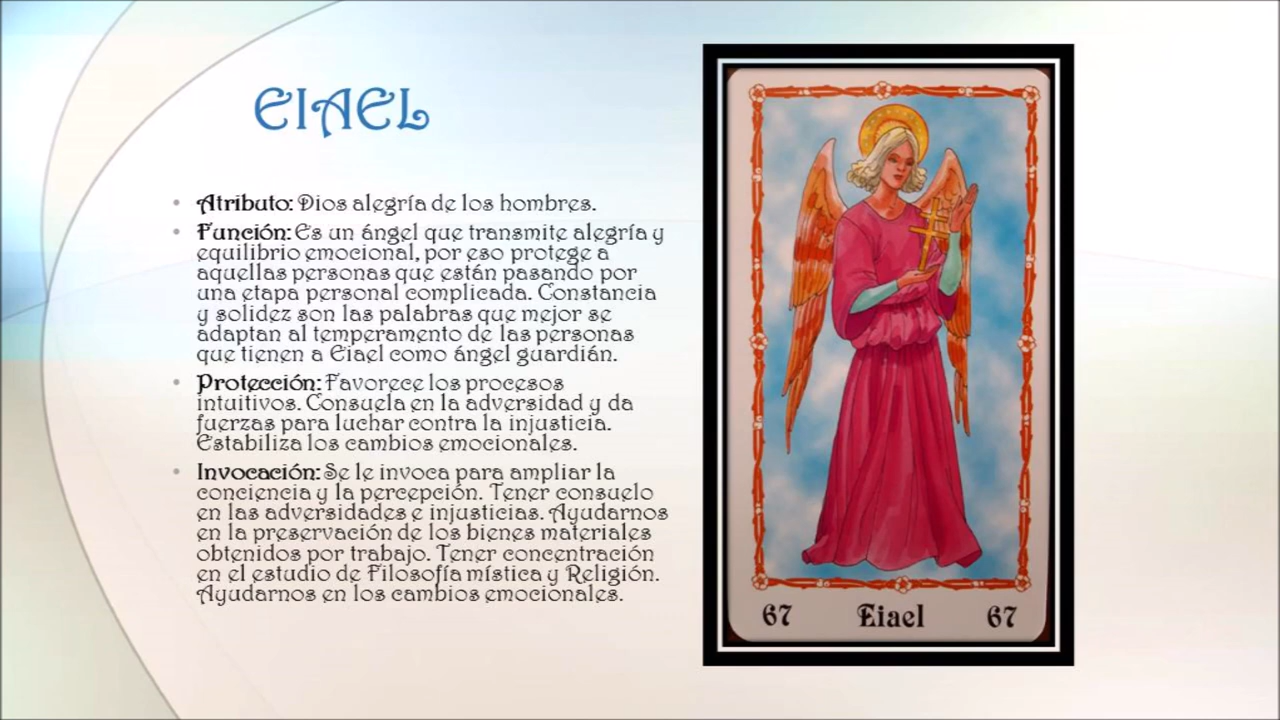 EIAEL
• Atributo: Dios alegría de los hombres.
• Función: Es un ángel que transmite alegría y
equilibrio emocional, por eso protege a
aquellas personas que están pasando por
una etapa personal complicada. Constancia
y solidez son las palabras que mejor se
adaptan al temperamento de las personas
que tienen a Eiael como ángel guardián.
• Protección: Favorece los procesos
intuitivos. Consuela en la adversidad y da
fuerzas para luchar contra la injusticia.
Estabiliza los cambios emocionales.
• Invocación: Se le invoca para ampliar la
conciencia y la percepción. Tener consuelo
en las adversidades e injusticias. Ayudarnos
en la preservación de los bienes materiales
obtenidos por trabajo. Tener concentración
en el estudio de Filosofía mística y Religión.
Ayudarnos en los cambios emocionales.
67 Eiael 67